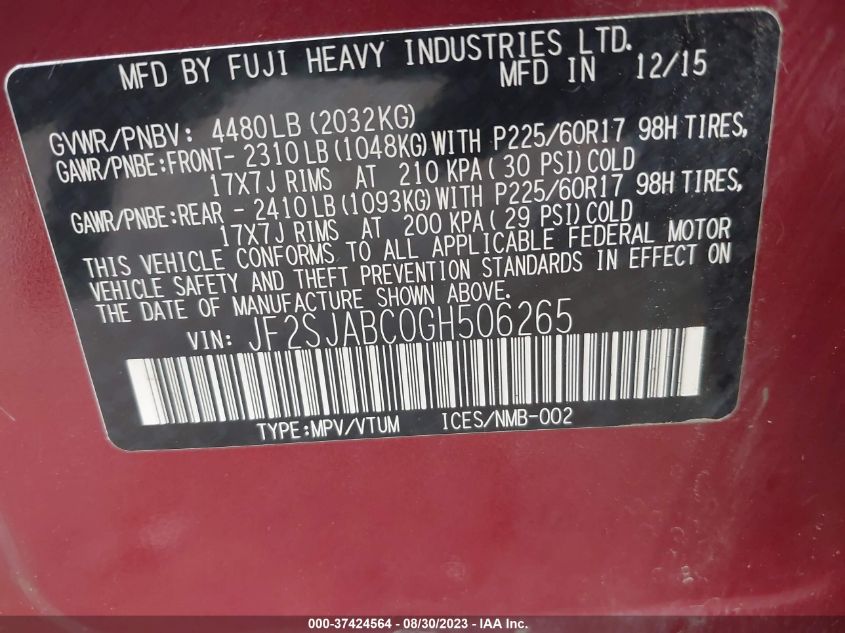 MFD BY FUJI HEAVY INDUSTRIES LTD.
MFD IN 12/15
GVWR/PNBV: 4480LB (2032KG)
GAWR/PNBE:FRONT- 2310 LB (1048KG) WITH P225/60R17 98H TIRES,
17X7J RIMS AT 210 KPA ( 30 PSI) COLD
GAWR/PNBE:REAR - 2410 LB (1093KG) WITH P225/60R17 98H TIRES,
17X7J RIMS AT 200 KPA ( 29 PSI) COLD
THIS VEHICLE CONFORMS TO ALL APPLICABLE FEDERAL MOTOR
VEHICLE SAFETY AND THEFT PREVENTION STANDARDS IN EFFECT ON
THE DATE OF MANUFACTURE SHOWN ABOVE.
VIN: JF2SJABC0GH506265
TYPE:MPV/VTUM ICES/NMB-002
000-37424564 - 08/30/2023 - IAA Inc.